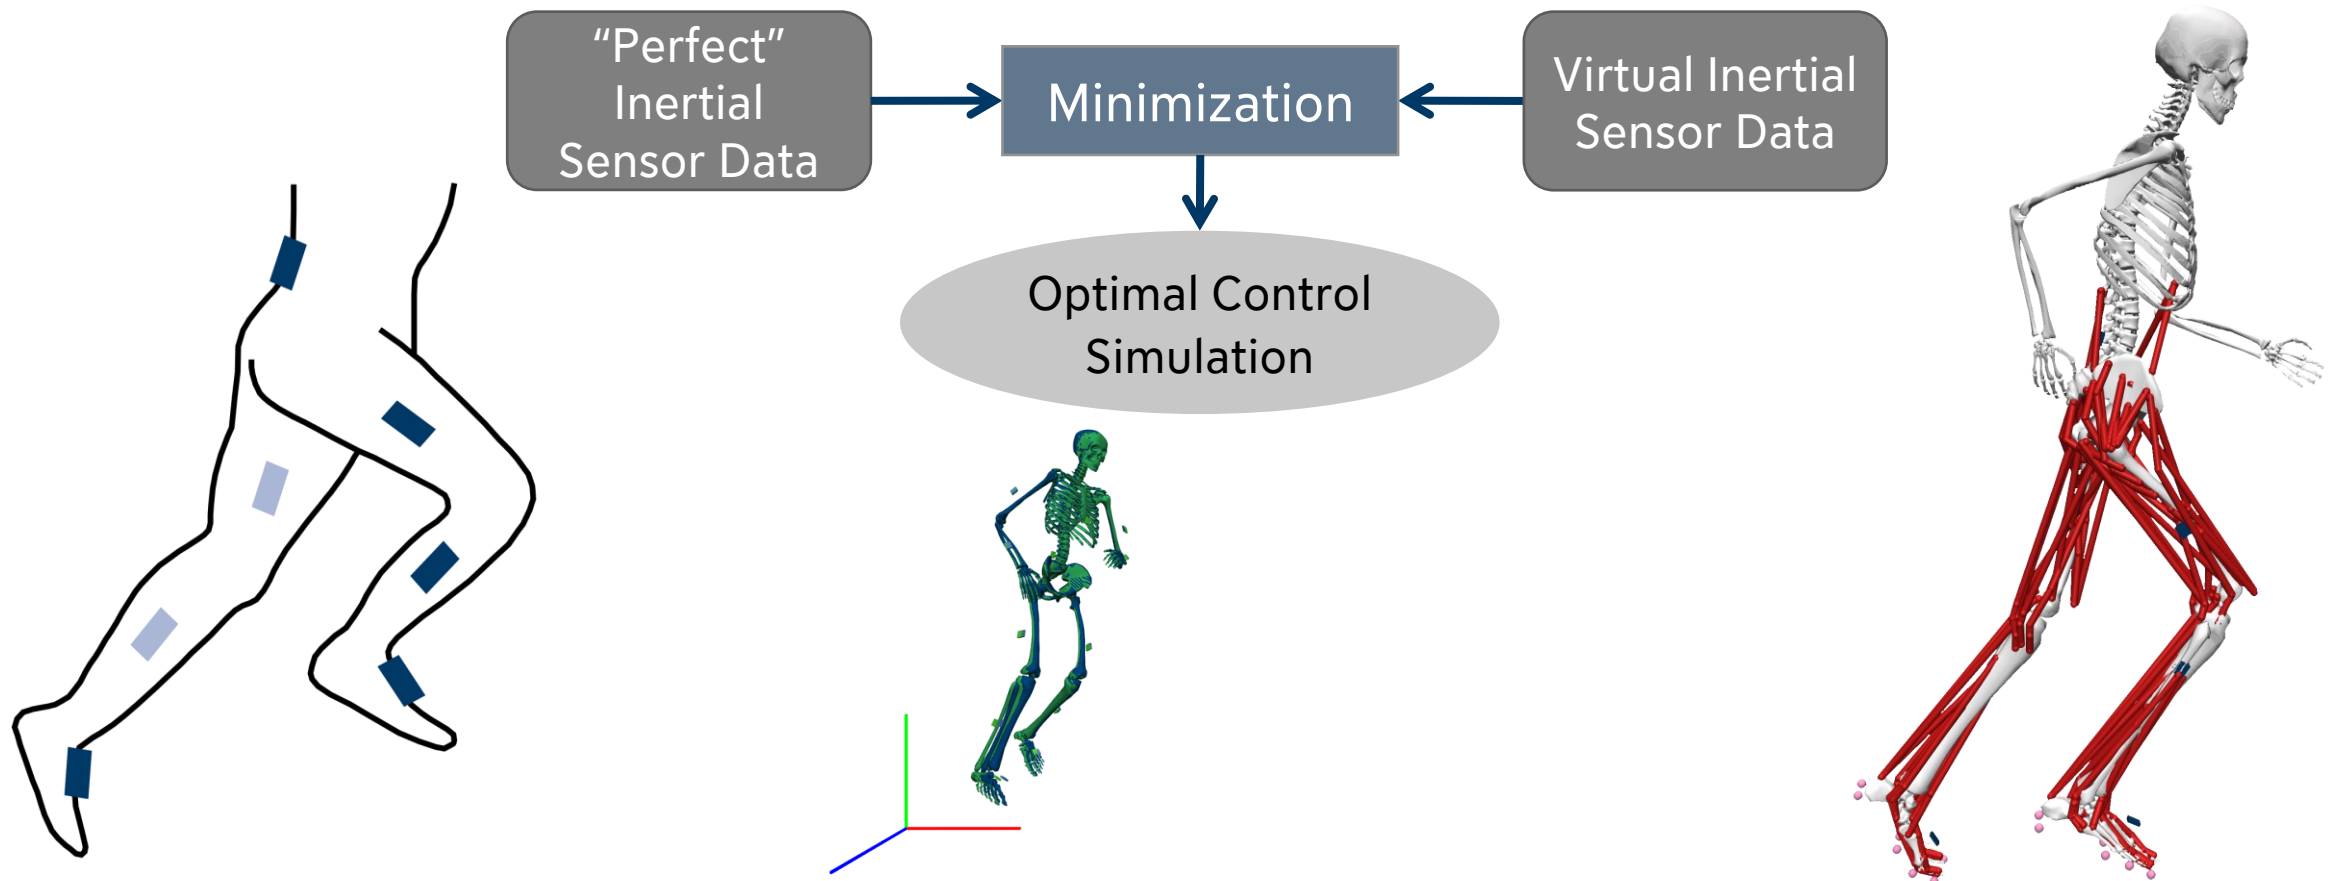 “Perfect”
Inertial
Sensor Data
Minimization
Virtual Inertial
Sensor Data
Optimal Control
Simulation